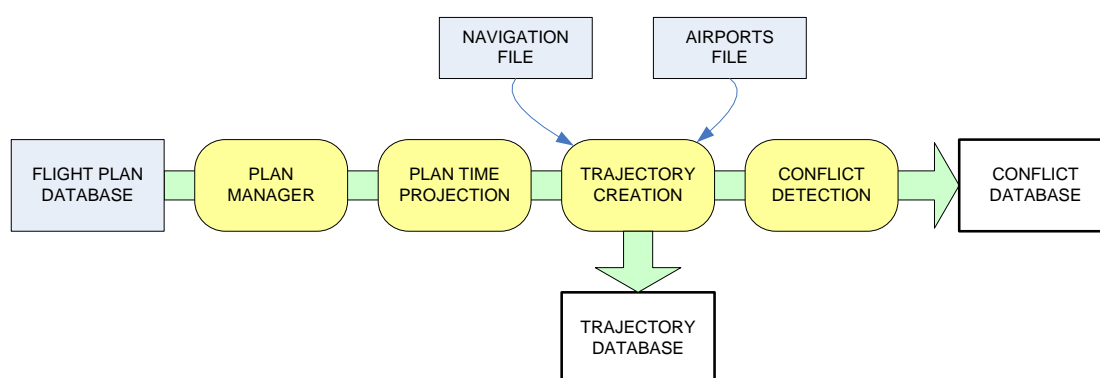 NAVIGATION
FILE
AIRPORTS
FILE
FLIGHT PLAN
DATABASE
PLAN
MANAGER
PLAN TIME
PROJECTION
TRAJECTORY
CREATION
CONFLICT
DETECTION
CONFLICT
DATABASE
TRAJECTORY
DATABASE